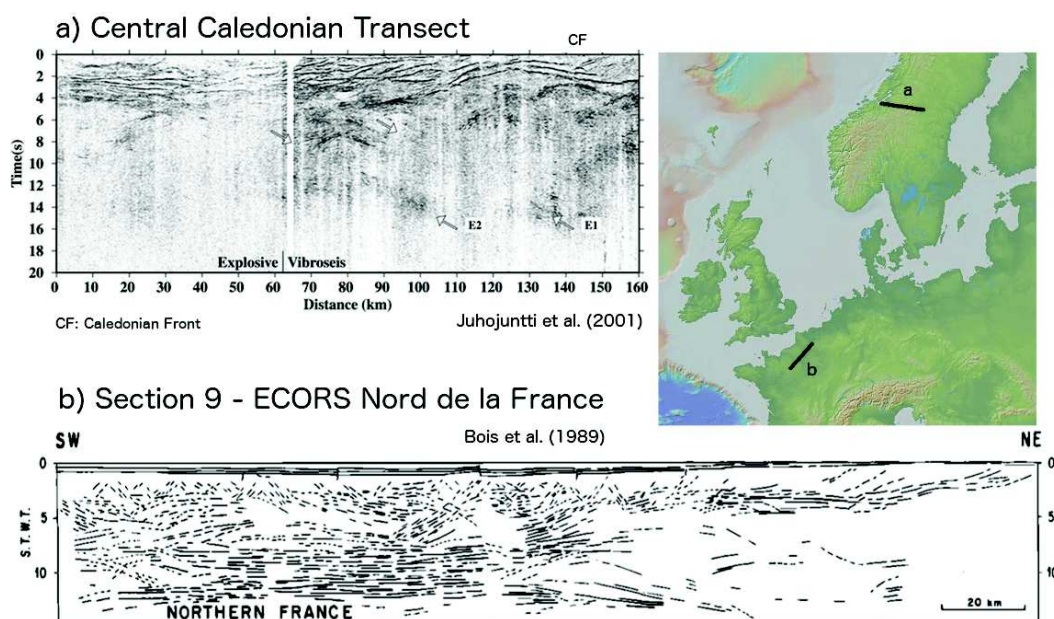 a) Central Caledonian Transect
CF
0
2
4
6
8
10
12
14
16
18
20
Time(s)
E2
E1
Explosive | Vibroseis
0 10 20 30 40 50 60 70 80 90 100 110 120 130 140 150 160
Distance (km)
CF: Caledonian Front
Juhojuntti et al. (2001)
a
b
b) Section 9 - ECORS Nord de la France
Bois et al. (1989)
SW
NE
0
5
10
S.T.W.T.
0
5
10
NORTHERN FRANCE
20 km